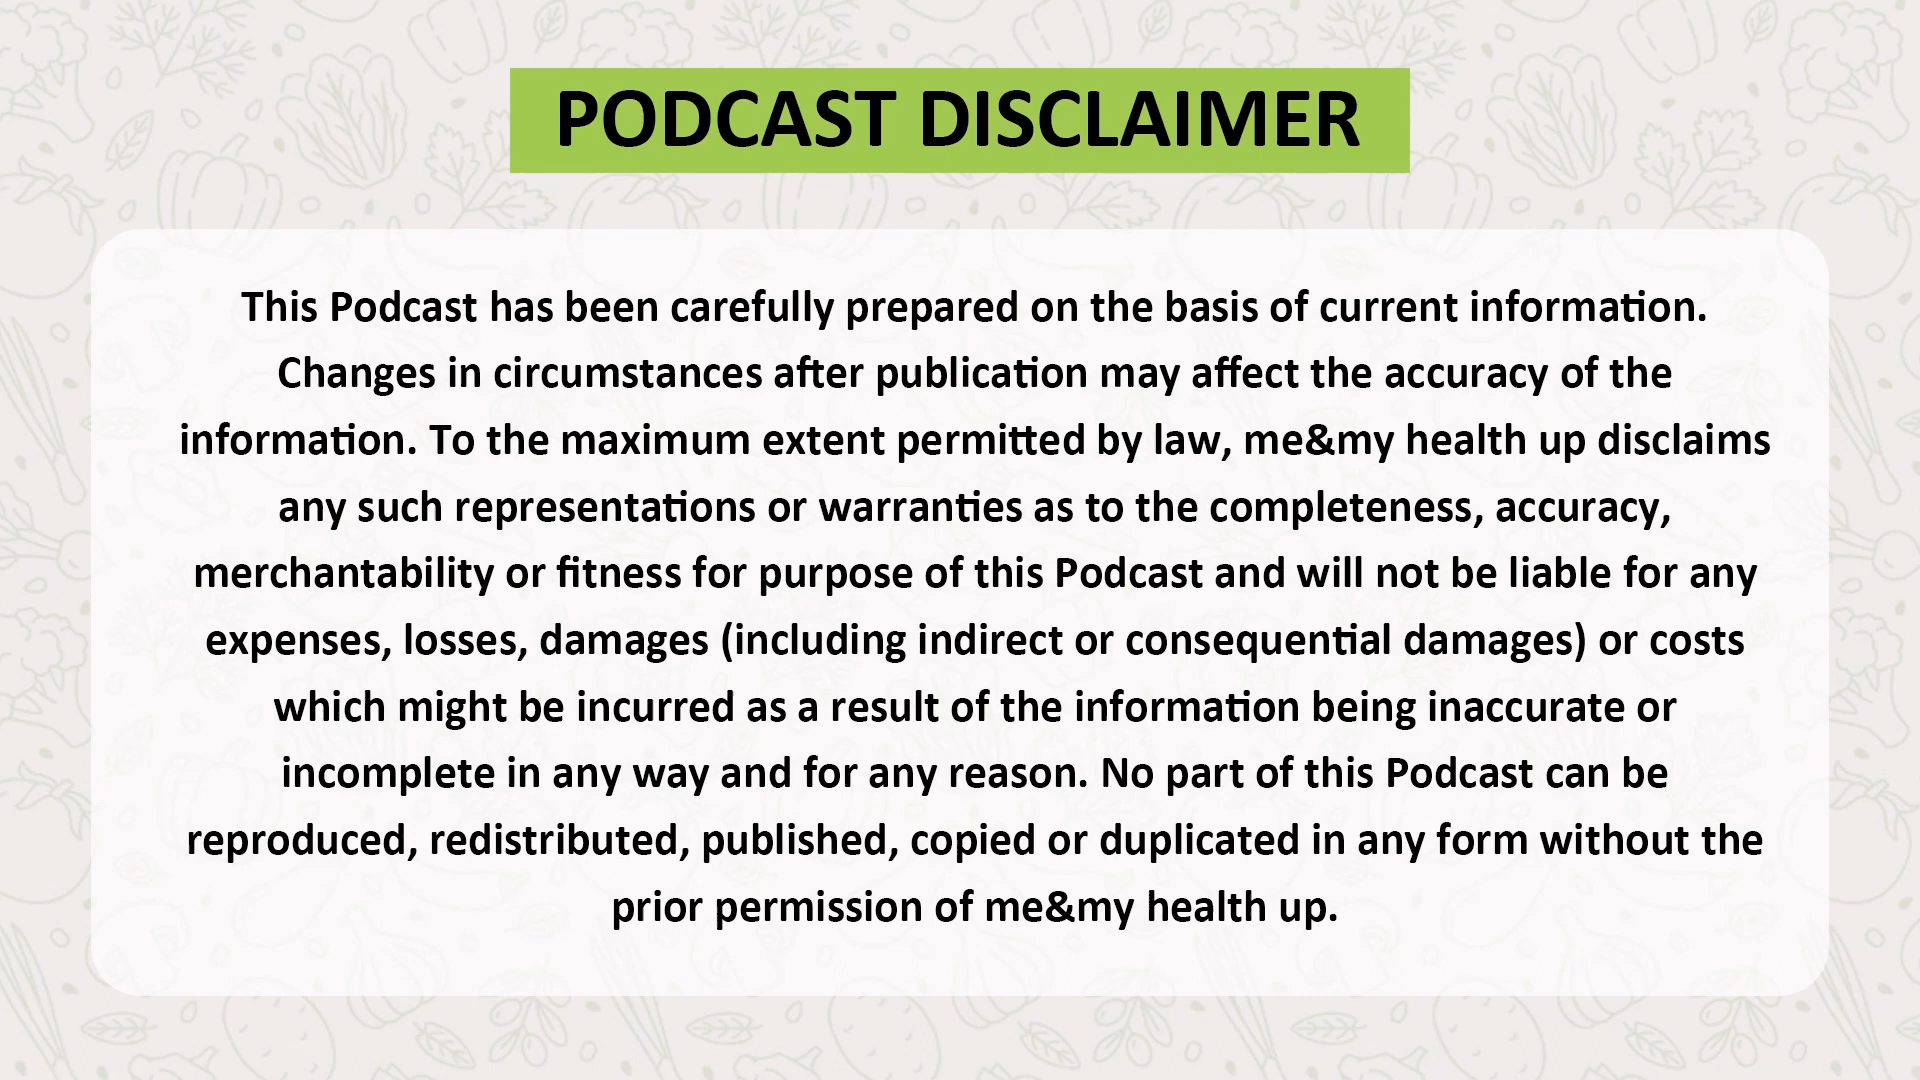 PODCAST DISCLAIMER
This Podcast has been carefully prepared on the basis of current information.
Changes in circumstances after publication may affect the accuracy of the
information. To the maximum extent permitted by law, me&my health up disclaims
any such representations or warranties as to the completeness, accuracy,
merchantability or fitness for purpose of this Podcast and will not be liable for any
expenses, losses, damages (including indirect or consequential damages) or costs
which might be incurred as a result of the information being inaccurate or
incomplete in any way and for any reason. No part of this Podcast can be
reproduced, redistributed, published, copied or duplicated in any form without the
prior permission of me&my health up.